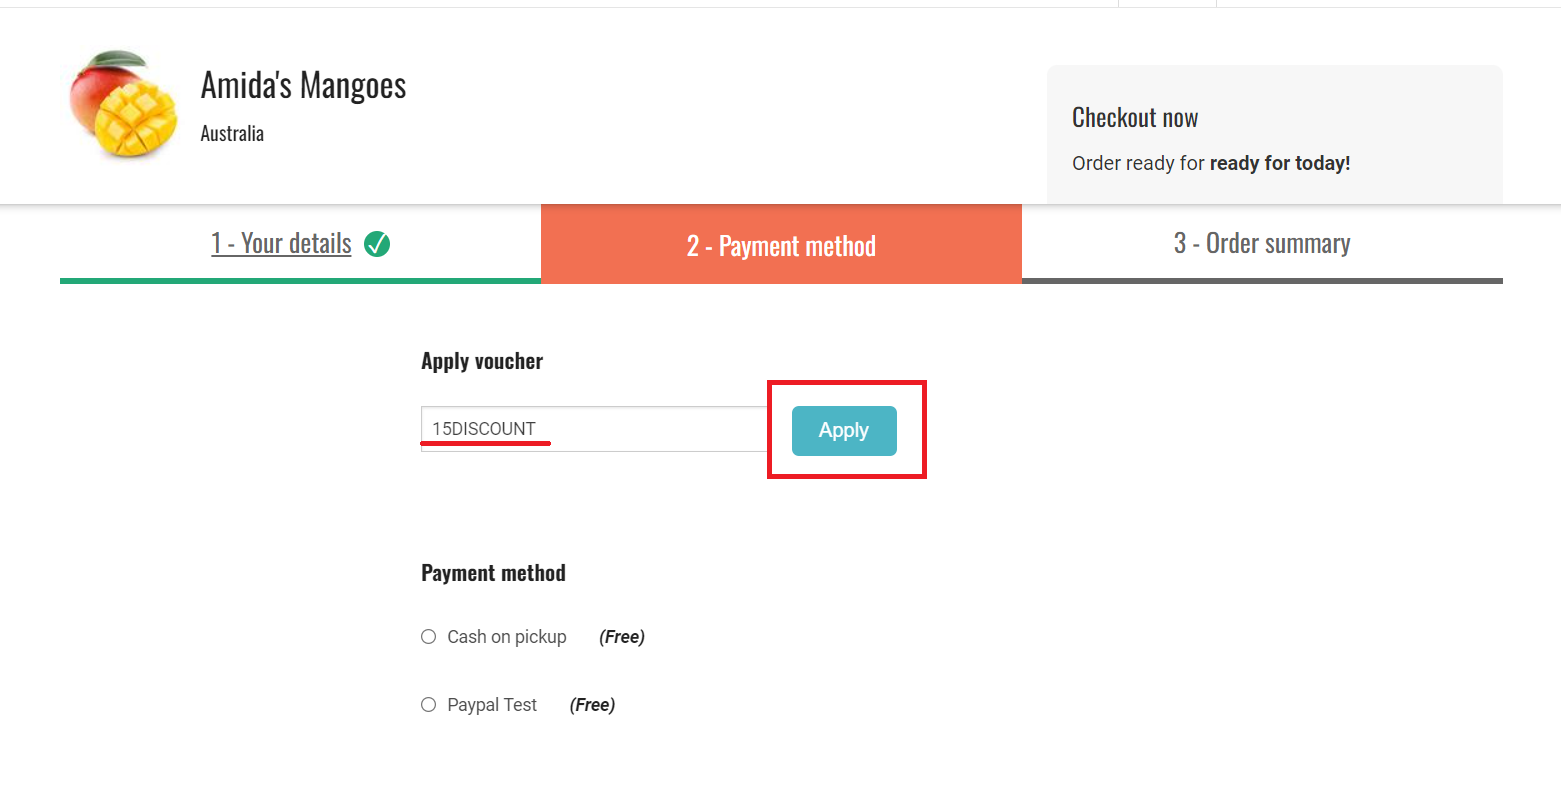 Amida's Mangoes
Australia
Checkout now
Order ready for ready for today!
1 - Your details
2 - Payment method
3 - Order summary
Apply voucher
15DISCOUNT
Apply
Payment method
Cash on pickup (Free)
Paypal Test (Free)